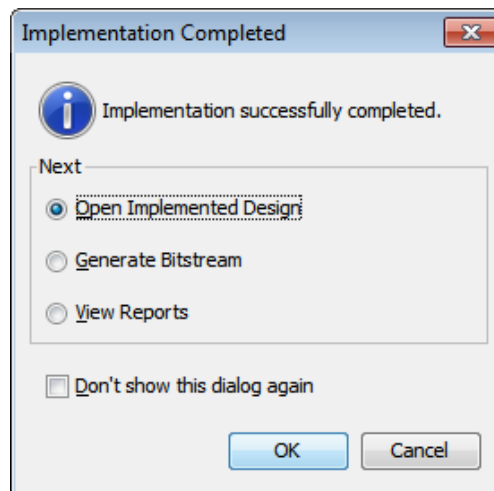 Implementation Completed
Implementation successfully completed.
Next
Open Implemented Design
Generate Bitstream
View Reports
Don't show this dialog again
OK
Cancel